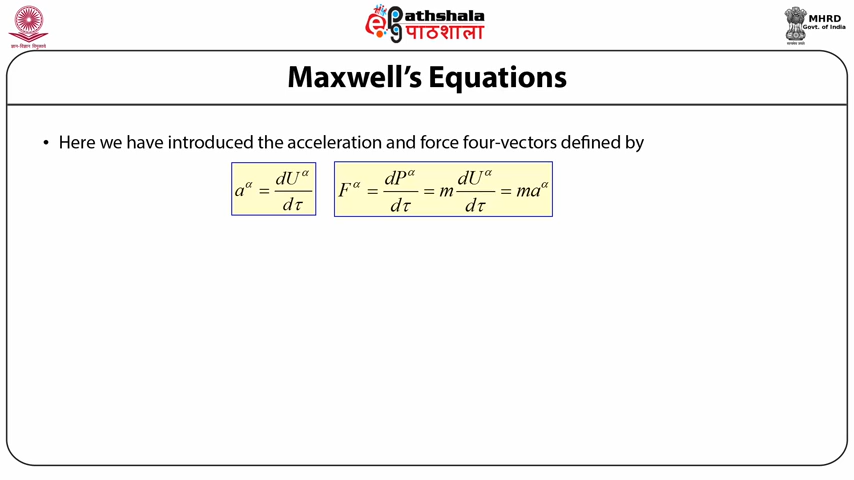 ePathshala
पाठशाला
MHRD
Govt. of India
Maxwell's Equations
• Here we have introduced the acceleration and force four-vectors defined by
a^α = dU^α/dτ   F^α = dP^α/dτ = m dU^α/dτ = ma^α